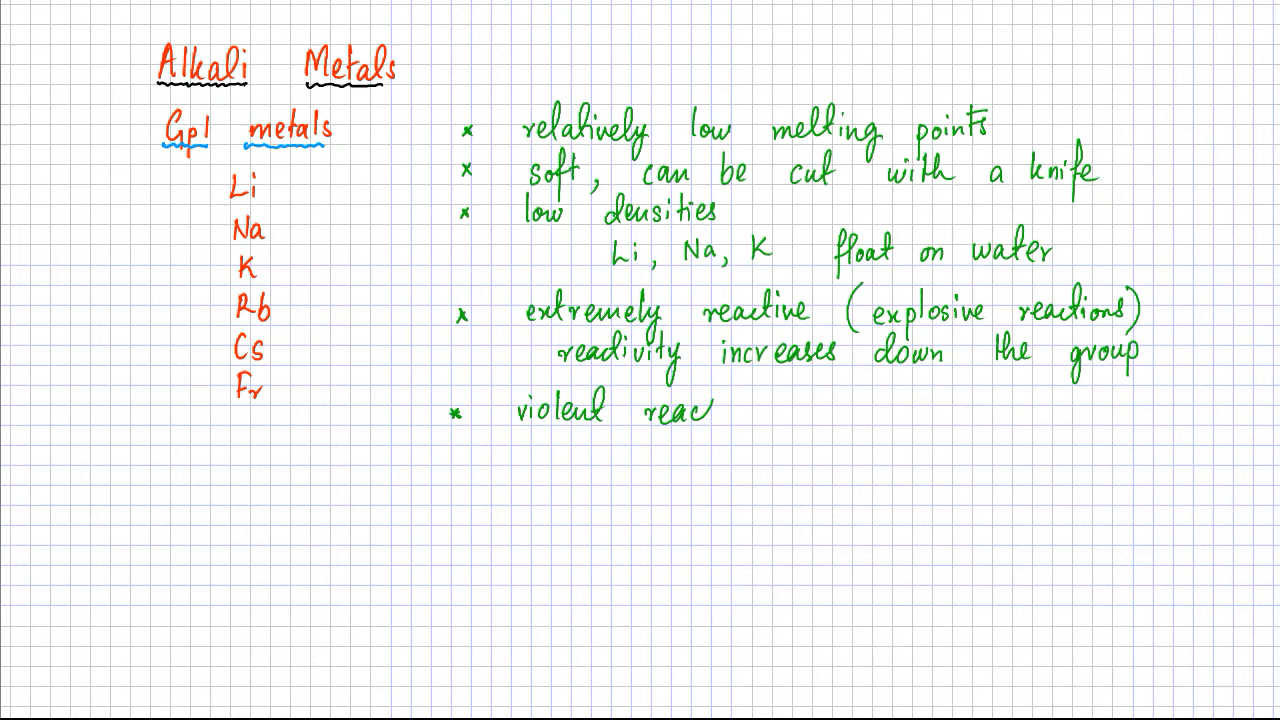 Alkali Metals
Gp1 metals
Li
Na
K
Rb
Cs
Fr
* relatively low melting points
* soft, can be cut with a knife
* low densities
Li, Na, K float on water
* extremely reactive (explosive reactions)
reactivity increases down the group
* violent reac